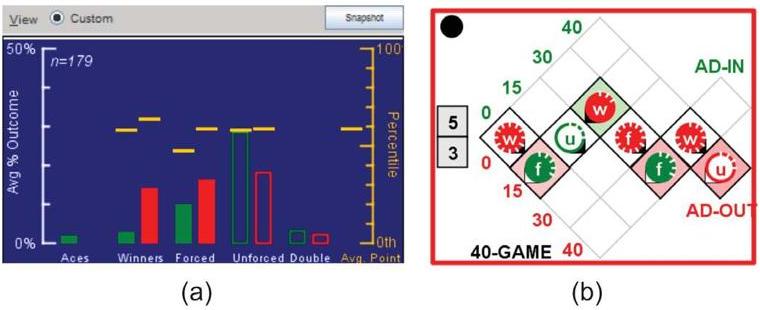 View Custom Snapshot
50% 100
n=179
Avg % Outcome
Percentile
0% 0th
Aces Winners Forced Unforced Double Avg. Point
(a)
40
30
15
0
AD-IN
5
3
w u w f w
f f u
0
15
30
40
AD-OUT
40-GAME
(b)